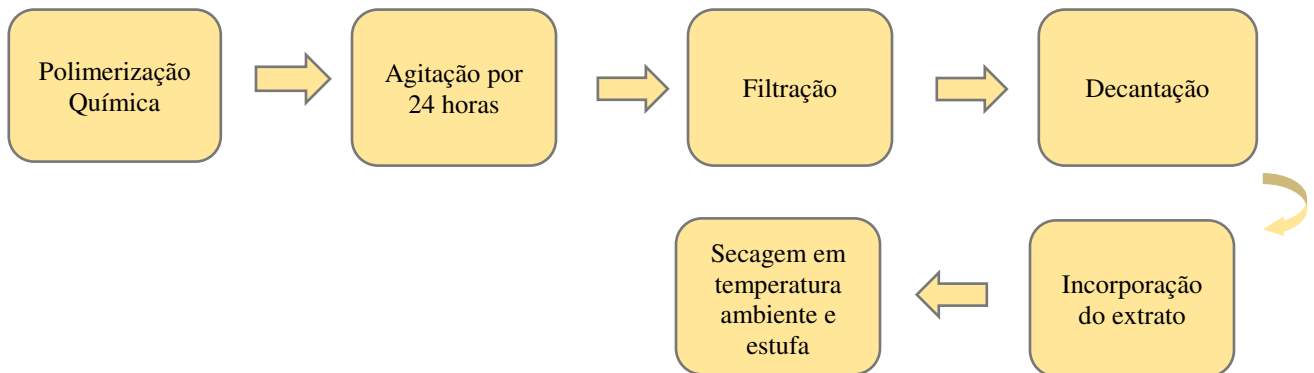 Polimerização
Química
Agitação por
24 horas
Filtração
Decantação
Incorporação
do extrato
Secagem em
temperatura
ambiente e
estufa